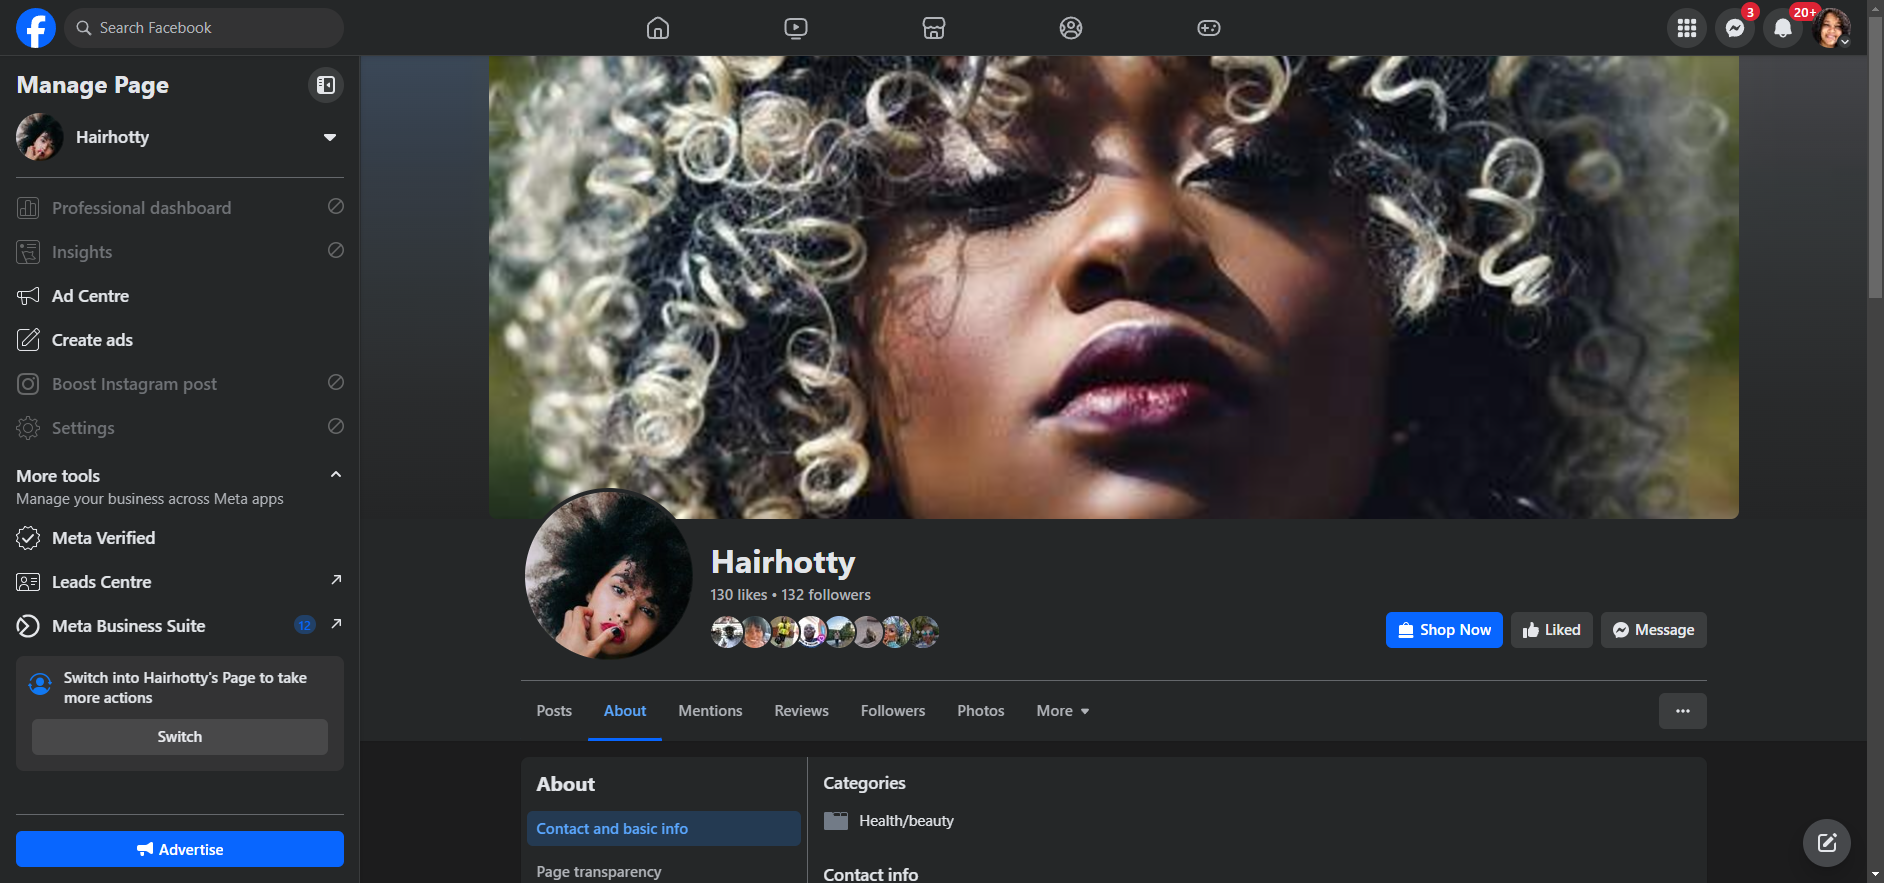 Search Facebook
3
20+
Manage Page
Hairhotty
Professional dashboard
Insights
Ad Centre
Create ads
Boost Instagram post
Settings
More tools
Manage your business across Meta apps
Meta Verified
Leads Centre
Meta Business Suite 12
Switch into Hairhotty's Page to take
more actions
Switch
Advertise
Hairhotty
130 likes • 132 followers
Shop Now
Liked
Message
Posts
About
Mentions
Reviews
Followers
Photos
More
About
Contact and basic info
Page transparency
Categories
Health/beauty
Contact info